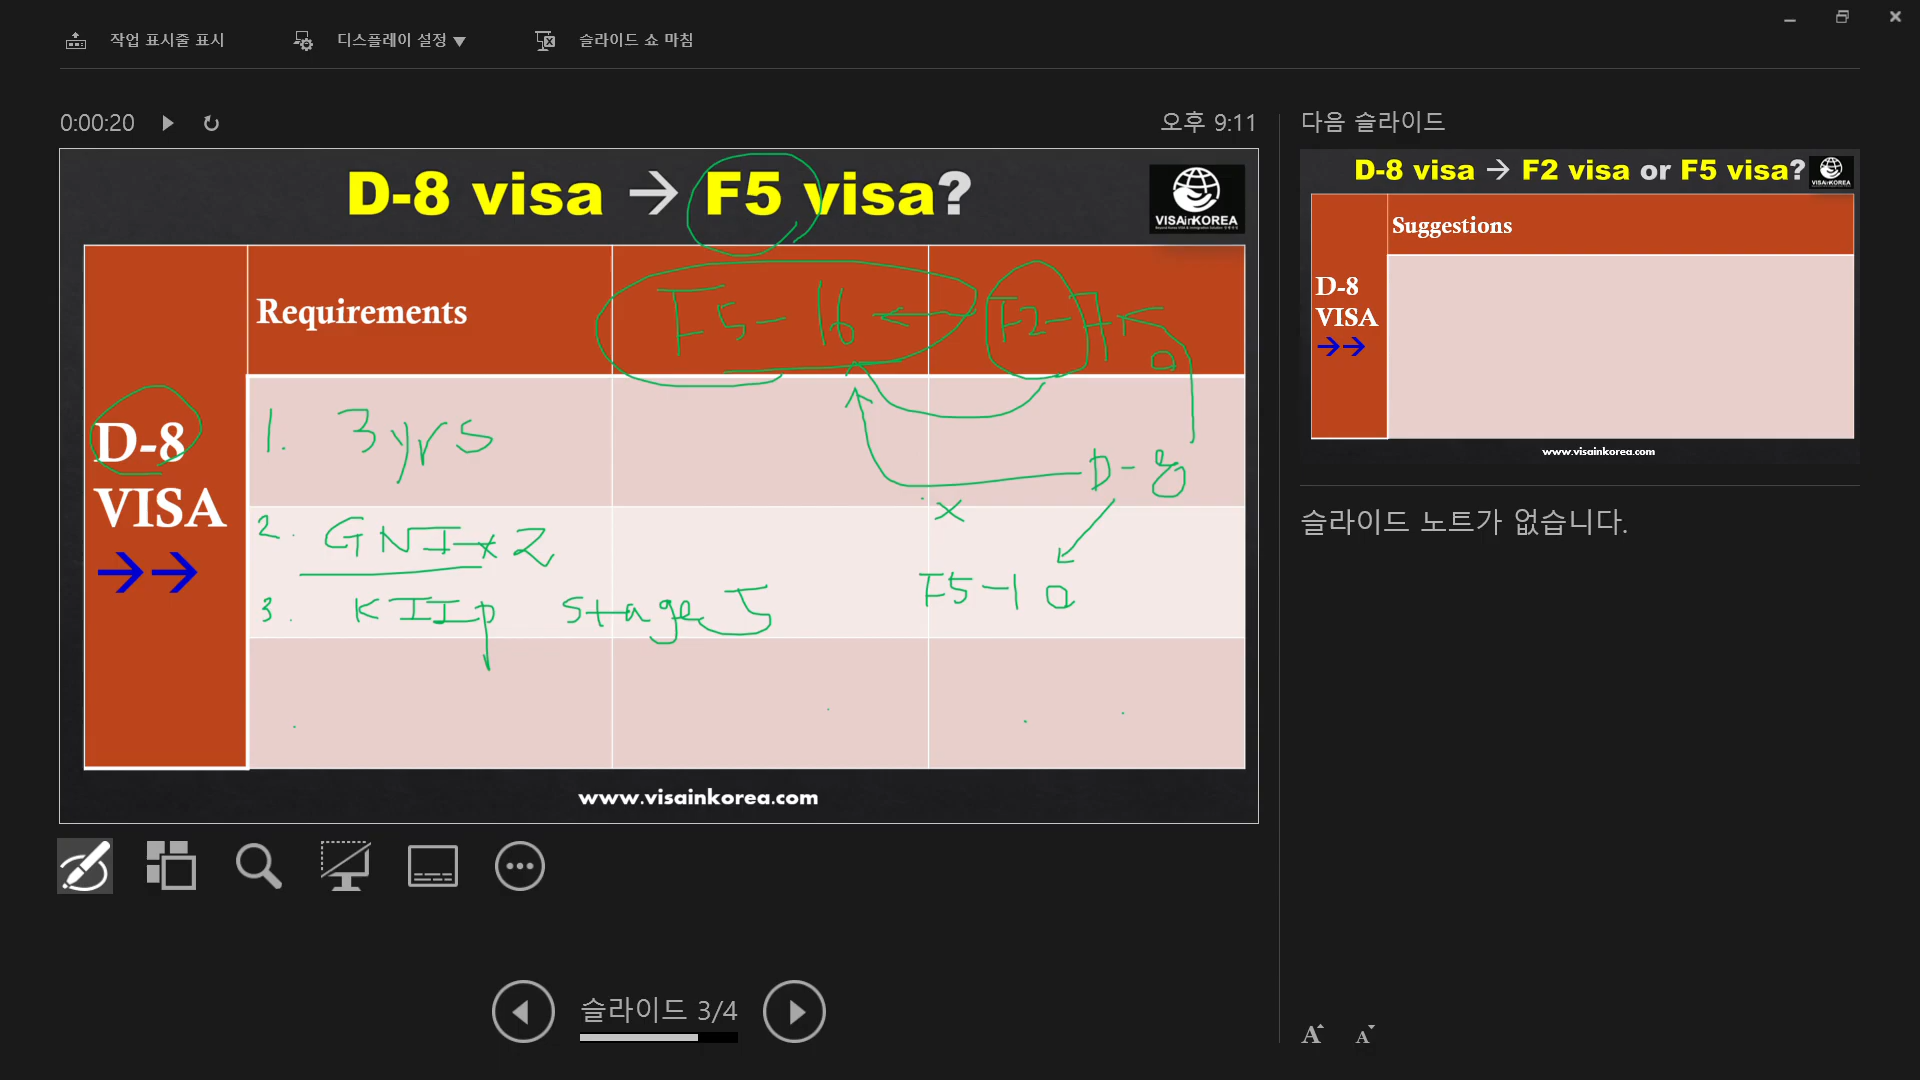 작업 표시줄 표시
디스플레이 설정 ▼
슬라이드 쇼 마침
0:00:20
오후 9:11
D-8 visa → F5 visa?
VISAinKOREA
Requirements
F5-16 ← F2-7
o
D-8
VISA
→→
1. 3yrs
D-8
x
2. GNI x 2
F5-1 o
3. KIIp stage 5
www.visainkorea.com
슬라이드 3/4
다음 슬라이드
D-8 visa → F2 visa or F5 visa?
VISAinKOREA
Suggestions
D-8
VISA
→→
www.visainkorea.com
슬라이드 노트가 없습니다.
A A